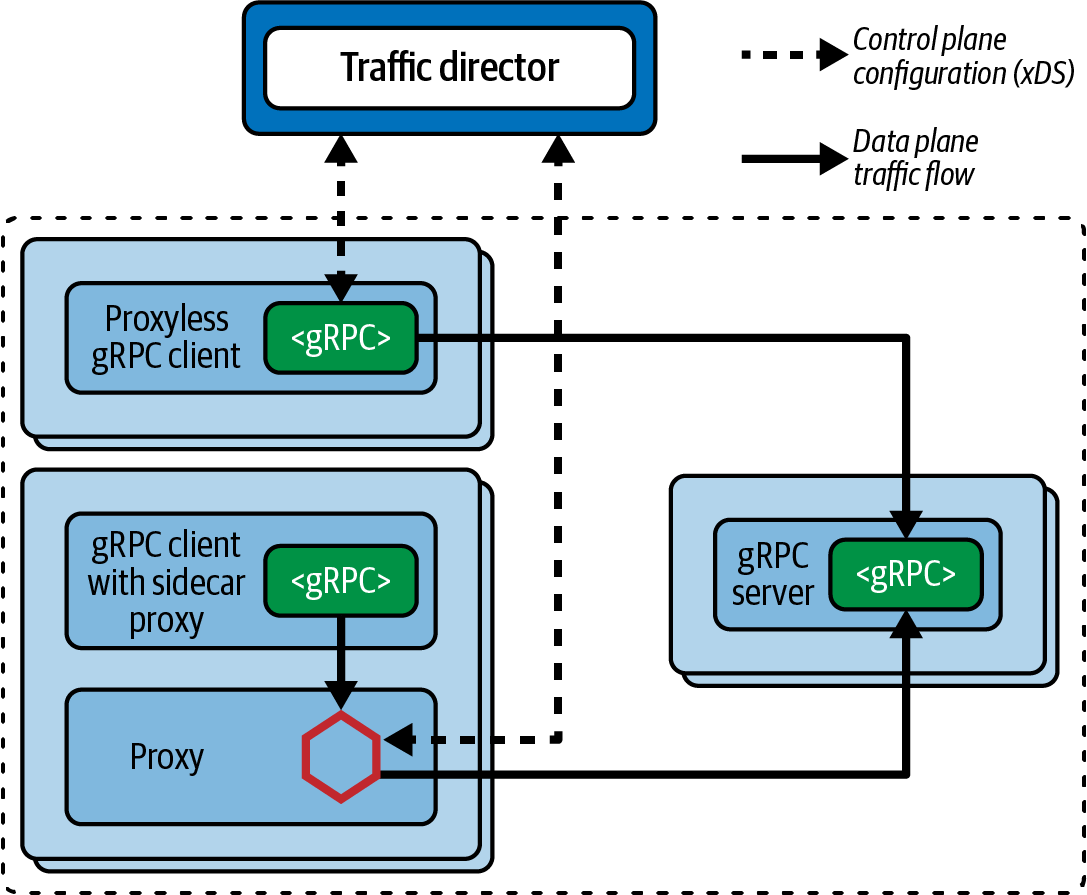 Traffic director
Control plane
configuration (xDS)
Data plane
traffic flow
Proxyless
gRPC client
<gRPC>
gRPC client
with sidecar
proxy
<gRPC>
Proxy
gRPC
server
<gRPC>